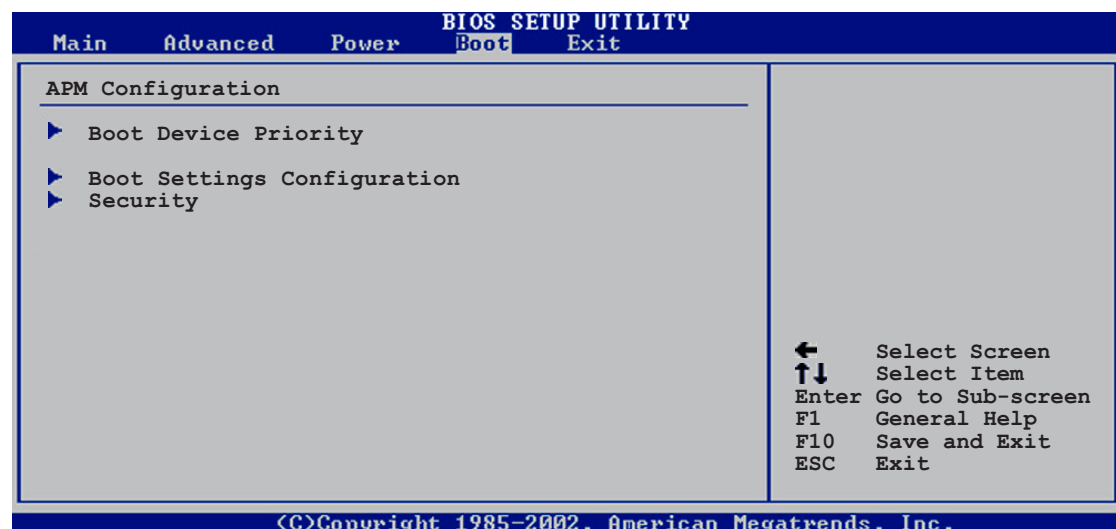 BIOS SETUP UTILITY
Main Advanced Power Boot Exit
APM Configuration
Boot Device Priority
Boot Settings Configuration
Security
Select Screen
Select Item
Enter Go to Sub-screen
F1 General Help
F10 Save and Exit
ESC Exit
(C)Copyright 1985-2002, American Megatrends, Inc.